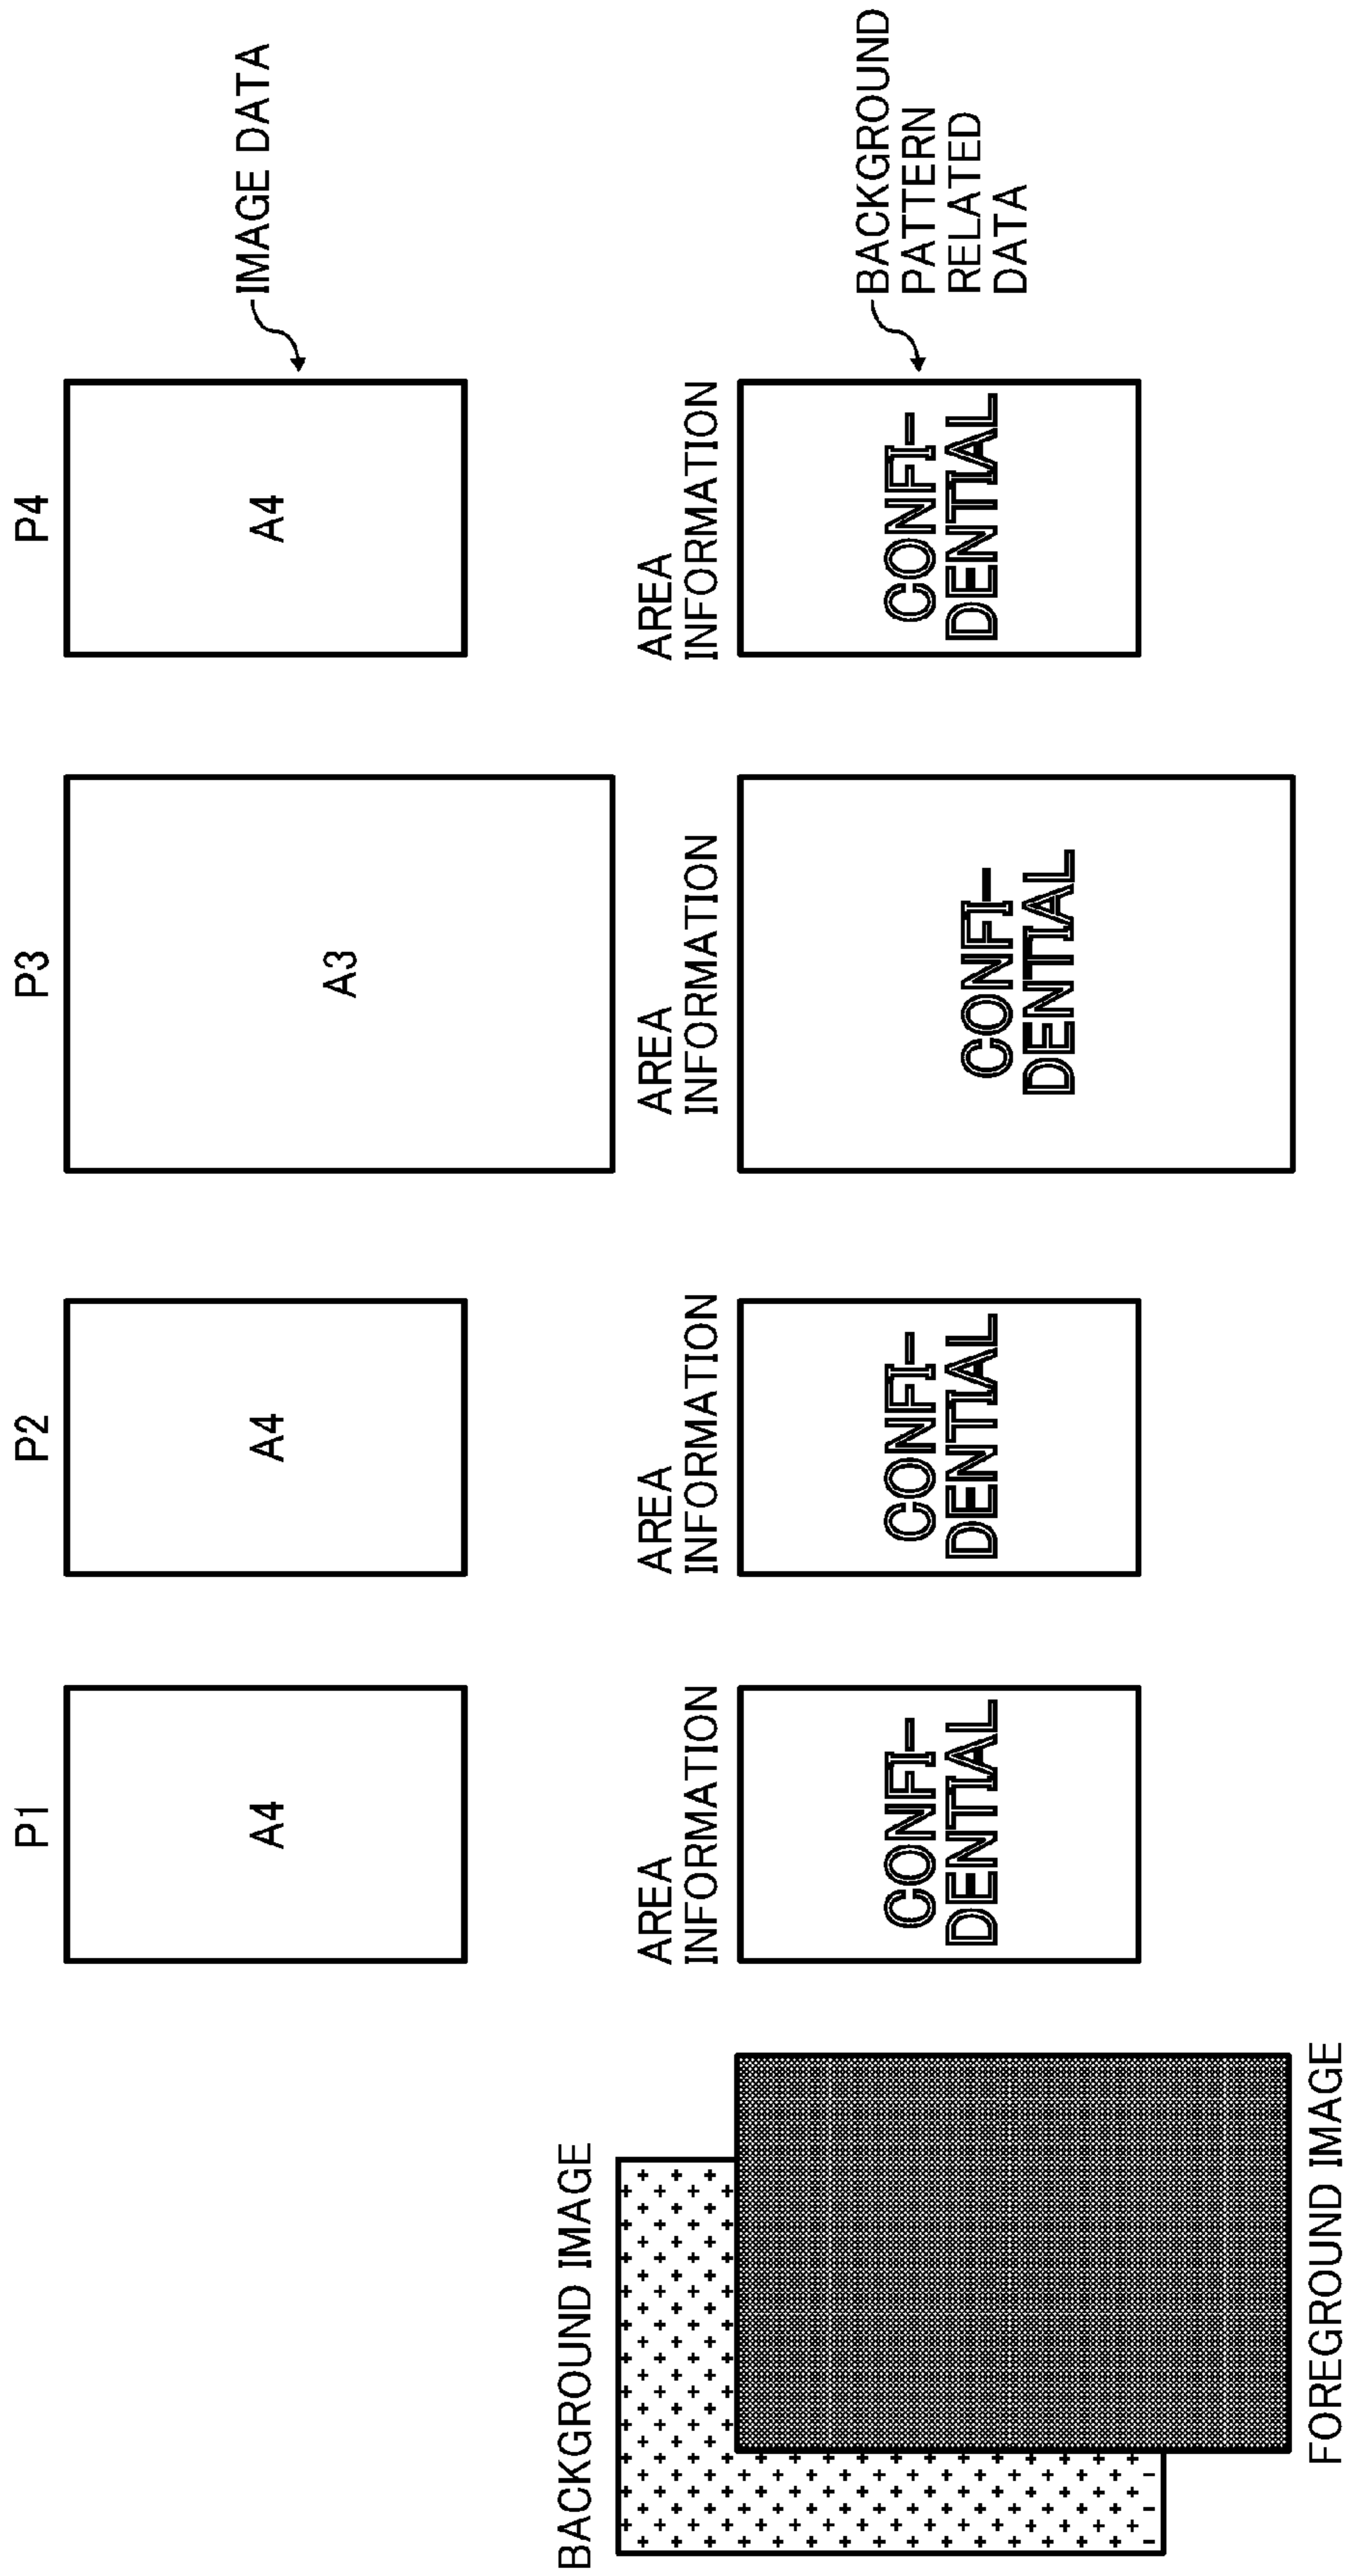 P1
P2
P3
P4
A4
A4
A3
A4
IMAGE DATA
BACKGROUND IMAGE
FOREGROUND IMAGE
AREA
INFORMATION
CONFI-
DENTIAL
AREA
INFORMATION
CONFI-
DENTIAL
AREA
INFORMATION
CONFI-
DENTIAL
AREA
INFORMATION
CONFI-
DENTIAL
BACKGROUND
PATTERN
RELATED
DATA